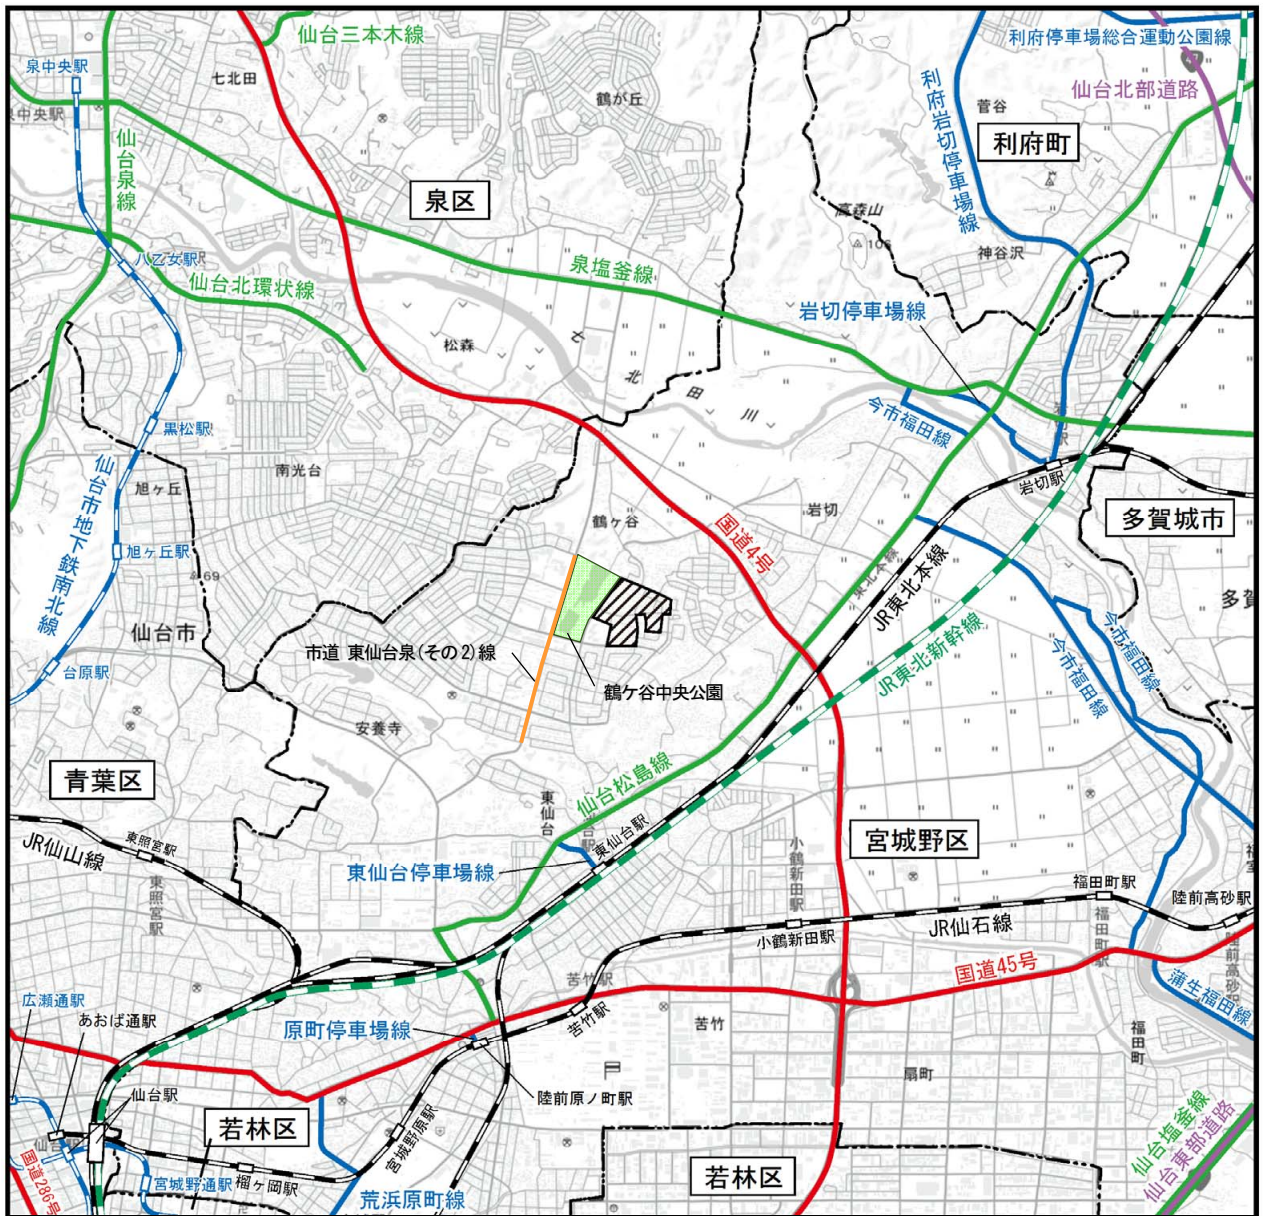 仙台三本木線
利府停車場総合運動公園線
泉中央駅
七北田
鶴が丘
利府岩切停車場線
菅谷
仙台北部道路
泉中央駅
仙台泉線
利府町
泉区
高森山
106
神谷沢
八乙女駅
仙台北環状線
泉塩釜線
岩切停車場線
松森
七北田川
今市福田線
黒松駅
南光台
旭ヶ丘
仙台市地下鉄南北線
岩切駅
鶴ヶ谷
岩切
国道4号
多賀城市
旭ヶ丘駅
69
東北本線
JR東北本線
仙台市
市道 東仙台泉(その2)線
鶴ケ谷中央公園
JR東北新幹線
今市福田線
今市福田線
台原駅
安養寺
青葉区
仙台松島線
東仙台
東仙台駅
宮城野区
小鶴新田駅
JR仙山線
東照宮駅
東照宮駅
東仙台停車場線
福田町駅
陸前高砂駅
福田町駅
陸前高砂駅
小鶴新田駅
JR仙石線
国道45号
苦竹駅
広瀬通駅
あおば通駅
原町停車場線
苦竹駅
苦竹
蒲生福田線
福田町
扇町
陸前原ノ町駅
仙台駅
若林区
宮城野原駅
仙台塩釜線
仙台東部道路
国道286号
宮城野通駅
榴ヶ岡駅
荒浜原町線
若林区